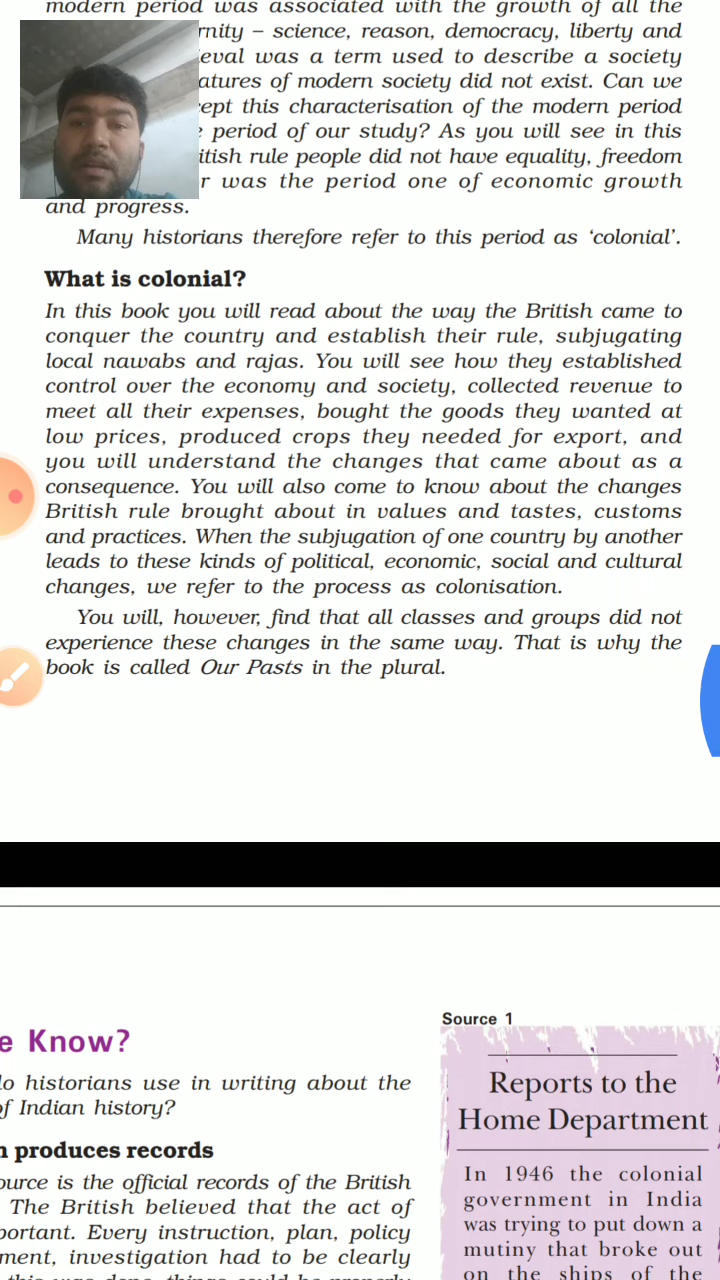 modern period was associated with the growth of all the
rnity – science, reason, democracy, liberty and
eval was a term used to describe a society
atures of modern society did not exist. Can we
ept this characterisation of the modern period
e period of our study? As you will see in this
itish rule people did not have equality, freedom
r was the period one of economic growth
and progress.
Many historians therefore refer to this period as ‘colonial’.
What is colonial?
In this book you will read about the way the British came to
conquer the country and establish their rule, subjugating
local nawabs and rajas. You will see how they established
control over the economy and society, collected revenue to
meet all their expenses, bought the goods they wanted at
low prices, produced crops they needed for export, and
you will understand the changes that came about as a
consequence. You will also come to know about the changes
British rule brought about in values and tastes, customs
and practices. When the subjugation of one country by another
leads to these kinds of political, economic, social and cultural
changes, we refer to the process as colonisation.
You will, however, find that all classes and groups did not
experience these changes in the same way. That is why the
book is called Our Pasts in the plural.
e Know?
lo historians use in writing about the
of Indian history?
n produces records
ource is the official records of the British
The British believed that the act of
portant. Every instruction, plan, policy
ment, investigation had to be clearly
Source 1
Reports to the
Home Department
In 1946 the colonial
government in India
was trying to put down a
mutiny that broke out
on the ships of the